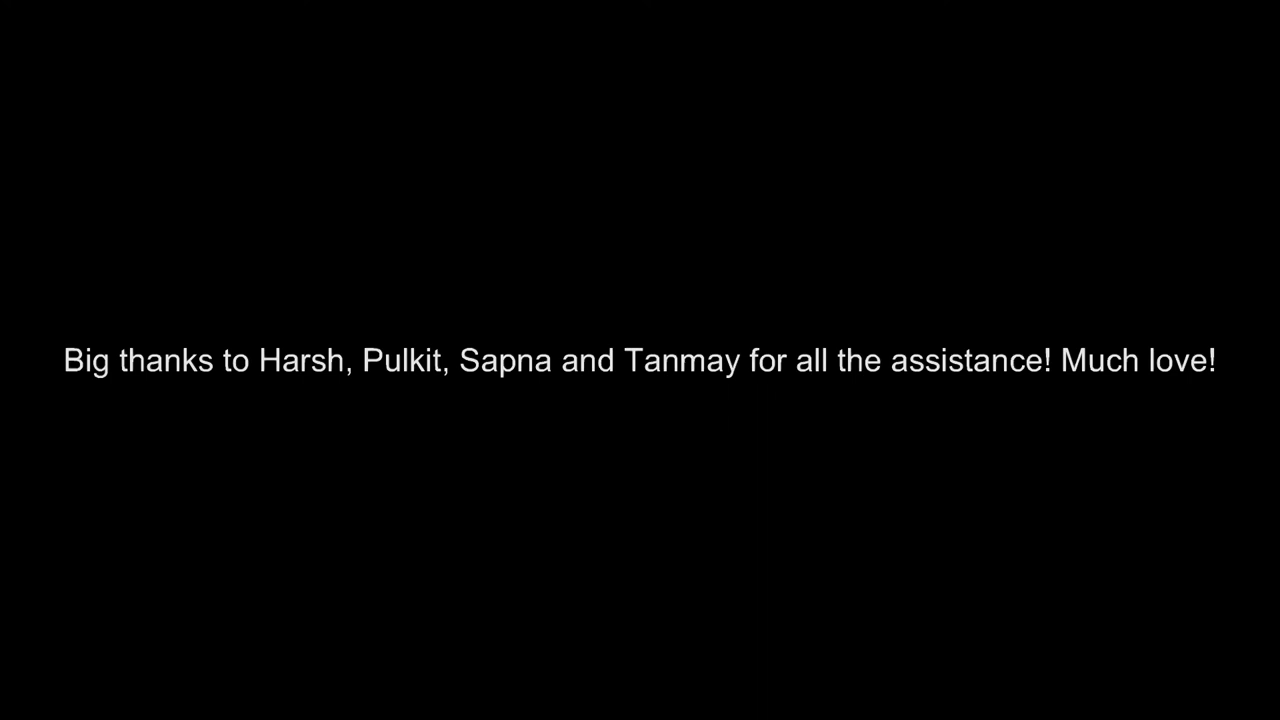 Big thanks to Harsh, Pulkit, Sapna and Tanmay for all the assistance! Much love!